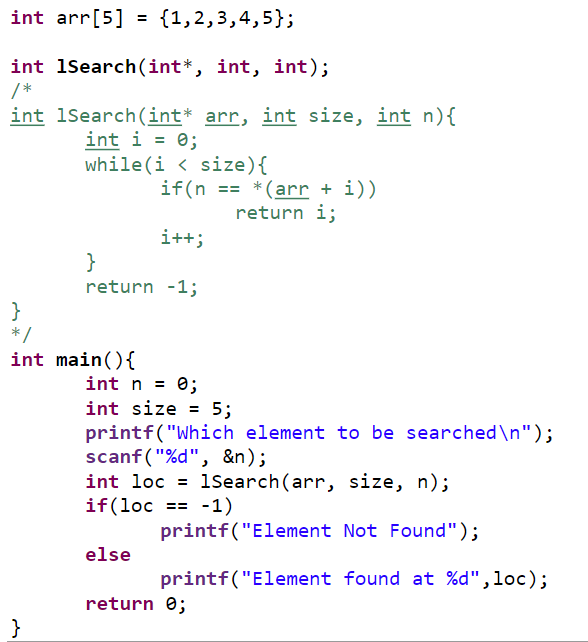 int arr[5] = {1,2,3,4,5};
int lSearch(int*, int, int);
/*
int lSearch(int* arr, int size, int n){
int i = 0;
while(i < size){
if(n == *(arr + i))
return i;
i++;
}
return -1;
}
*/
int main(){
int n = 0;
int size = 5;
printf("Which element to be searched\n");
scanf("%d", &n);
int loc = lSearch(arr, size, n);
if(loc == -1)
printf("Element Not Found");
else
printf("Element found at %d",loc);
return 0;
}